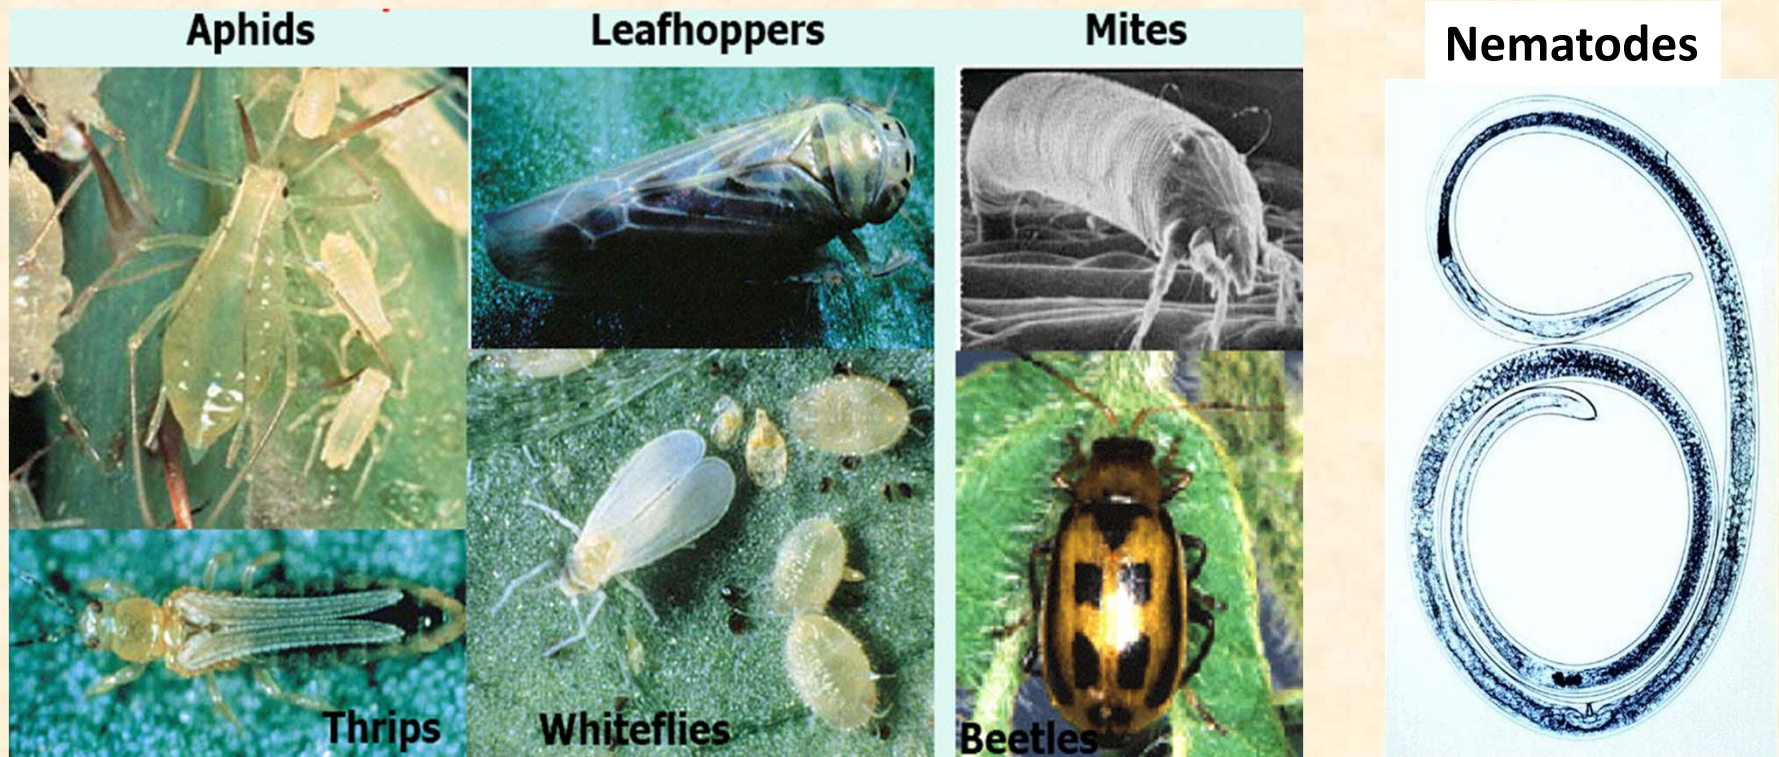 Aphids
Leafhoppers
Mites
Nematodes
Thrips
Whiteflies
Beetles